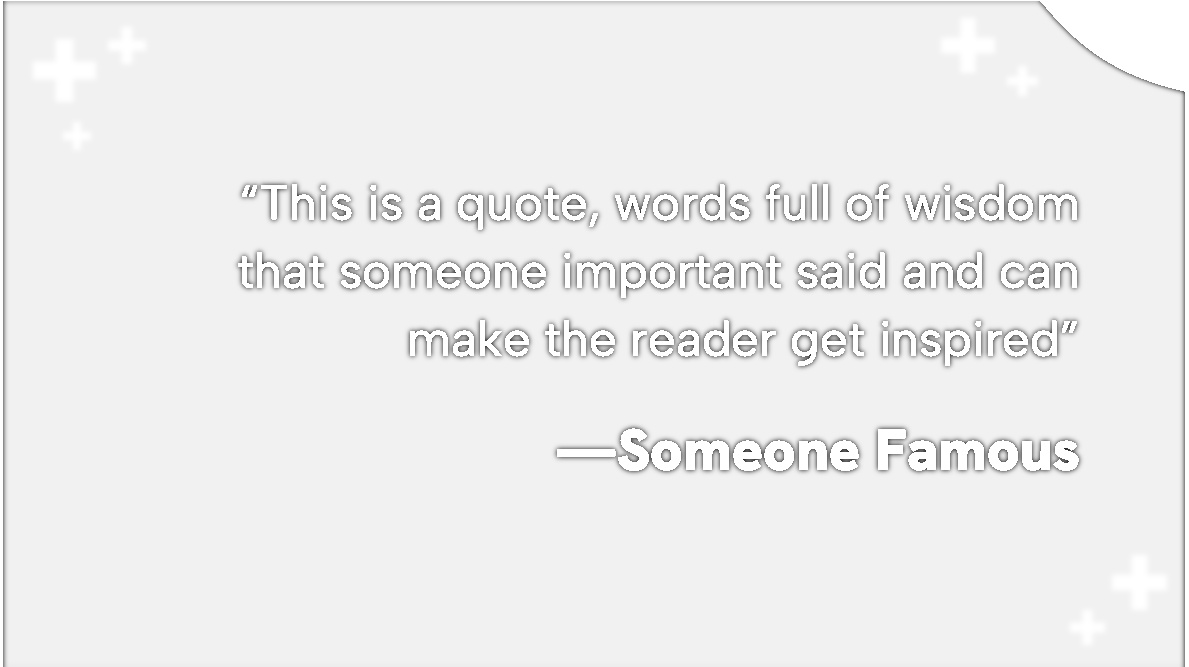 “This is a quote, words full of wisdom
that someone important said and can
make the reader get inspired”
—Someone Famous